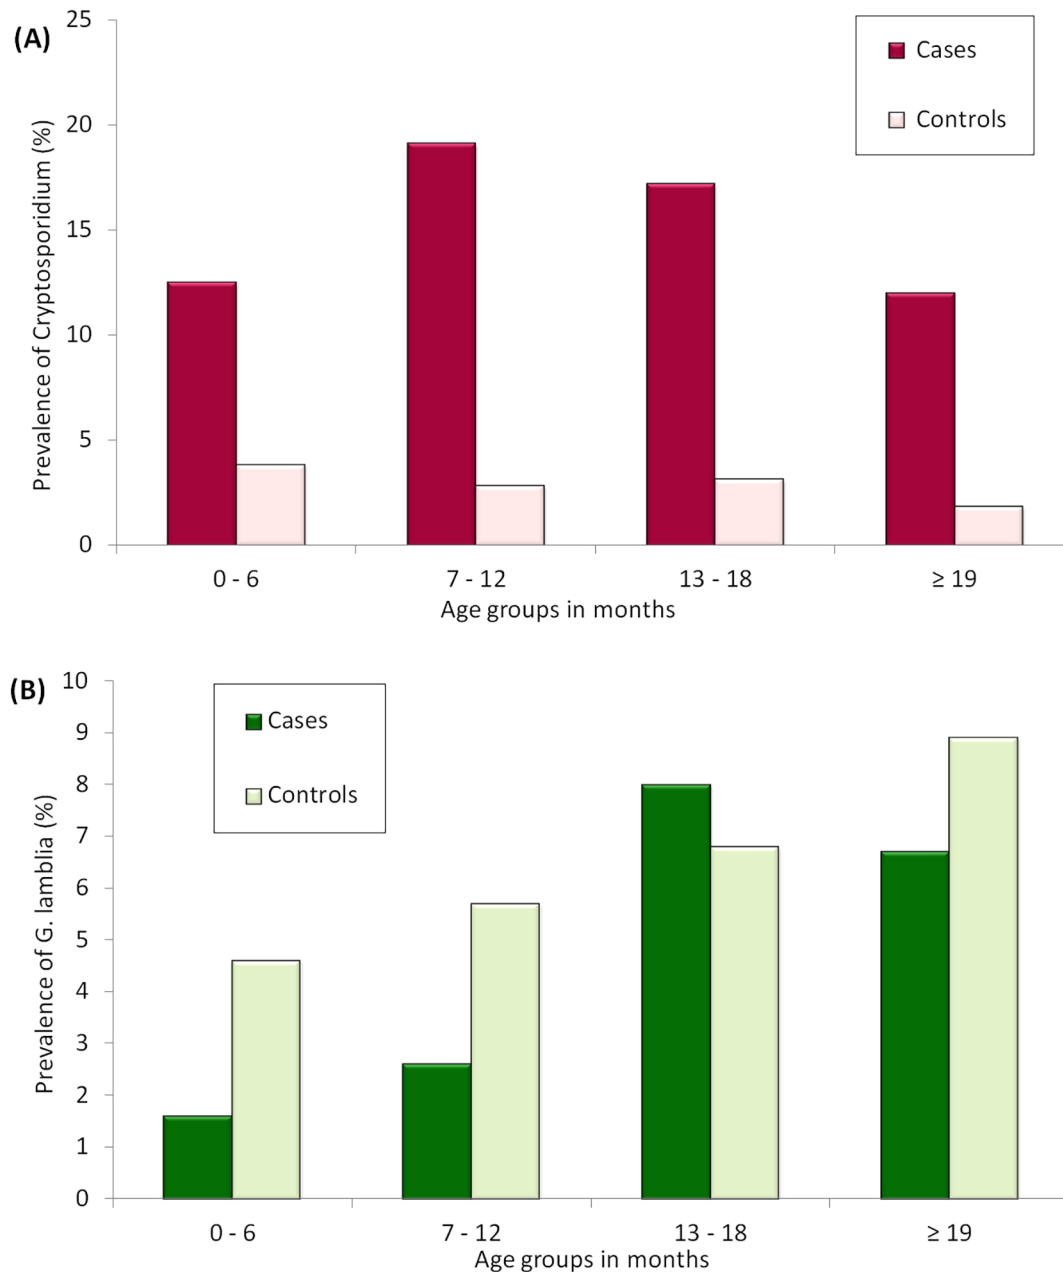 (A)
25
20
15
10
5
0
Prevalence of Cryptosporidium (%)
Cases
Controls
0 - 6
7 - 12
13 - 18
≥ 19
Age groups in months
(B)
10
9
8
7
6
5
4
3
2
1
0
Prevalence of G. lamblia (%)
Cases
Controls
0 - 6
7 - 12
13 - 18
≥ 19
Age groups in months